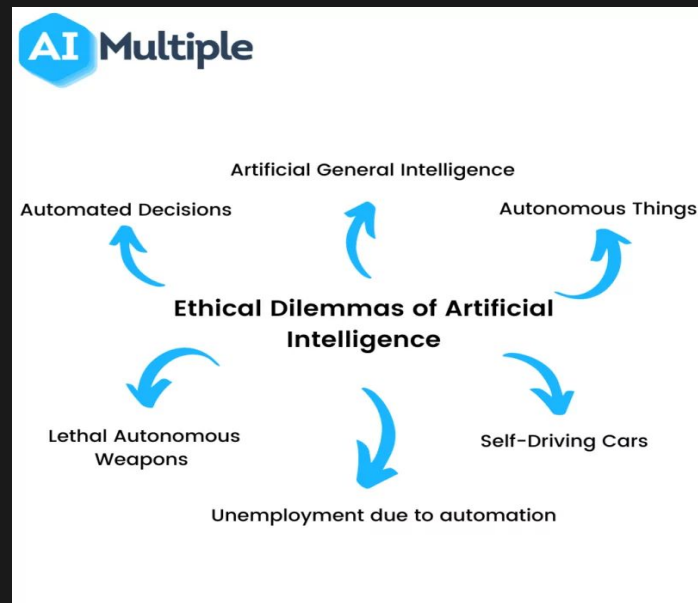 AI Multiple
Artificial General Intelligence
Automated Decisions
Autonomous Things
Ethical Dilemmas of Artificial
Intelligence
Lethal Autonomous
Weapons
Self-Driving Cars
Unemployment due to automation